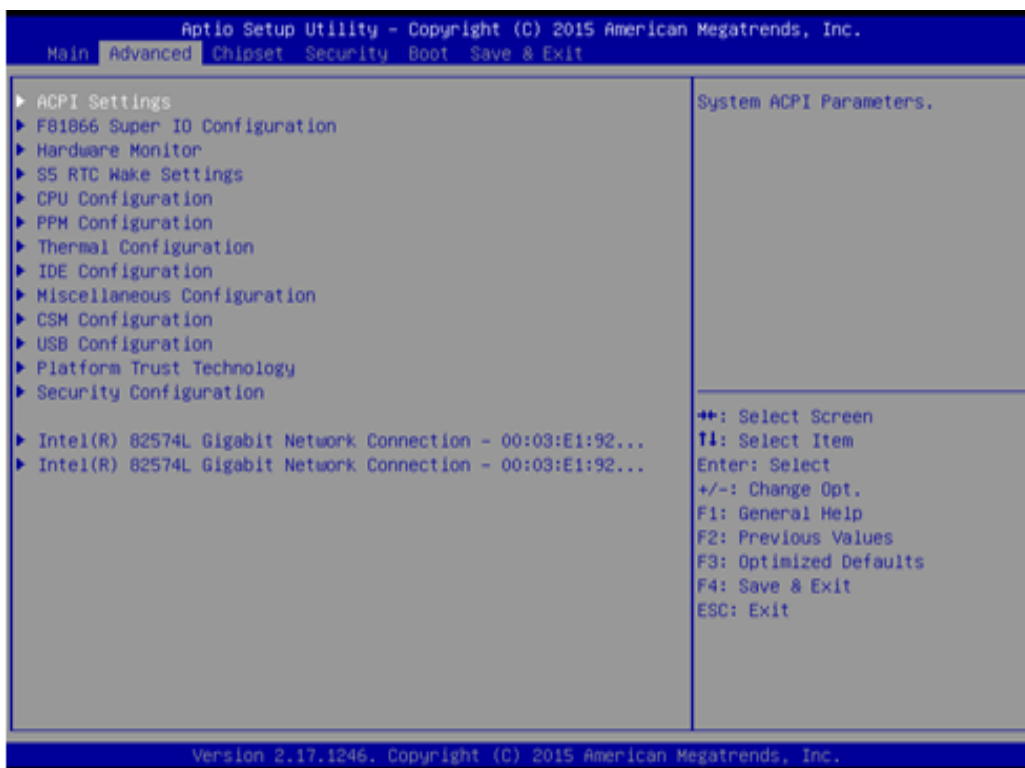 Aptio Setup Utility – Copyright (C) 2015 American Megatrends, Inc.
Main Advanced Chipset Security Boot Save & Exit
ACPI Settings
F81866 Super IO Configuration
Hardware Monitor
S5 RTC Wake Settings
CPU Configuration
PPM Configuration
Thermal Configuration
IDE Configuration
Miscellaneous Configuration
CSM Configuration
USB Configuration
Platform Trust Technology
Security Configuration
Intel(R) 82574L Gigabit Network Connection – 00:03:E1:92...
Intel(R) 82574L Gigabit Network Connection – 00:03:E1:92...
System ACPI Parameters.
→←: Select Screen
↑↓: Select Item
Enter: Select
+/-: Change Opt.
F1: General Help
F2: Previous Values
F3: Optimized Defaults
F4: Save & Exit
ESC: Exit
Version 2.17.1246. Copyright (C) 2015 American Megatrends, Inc.